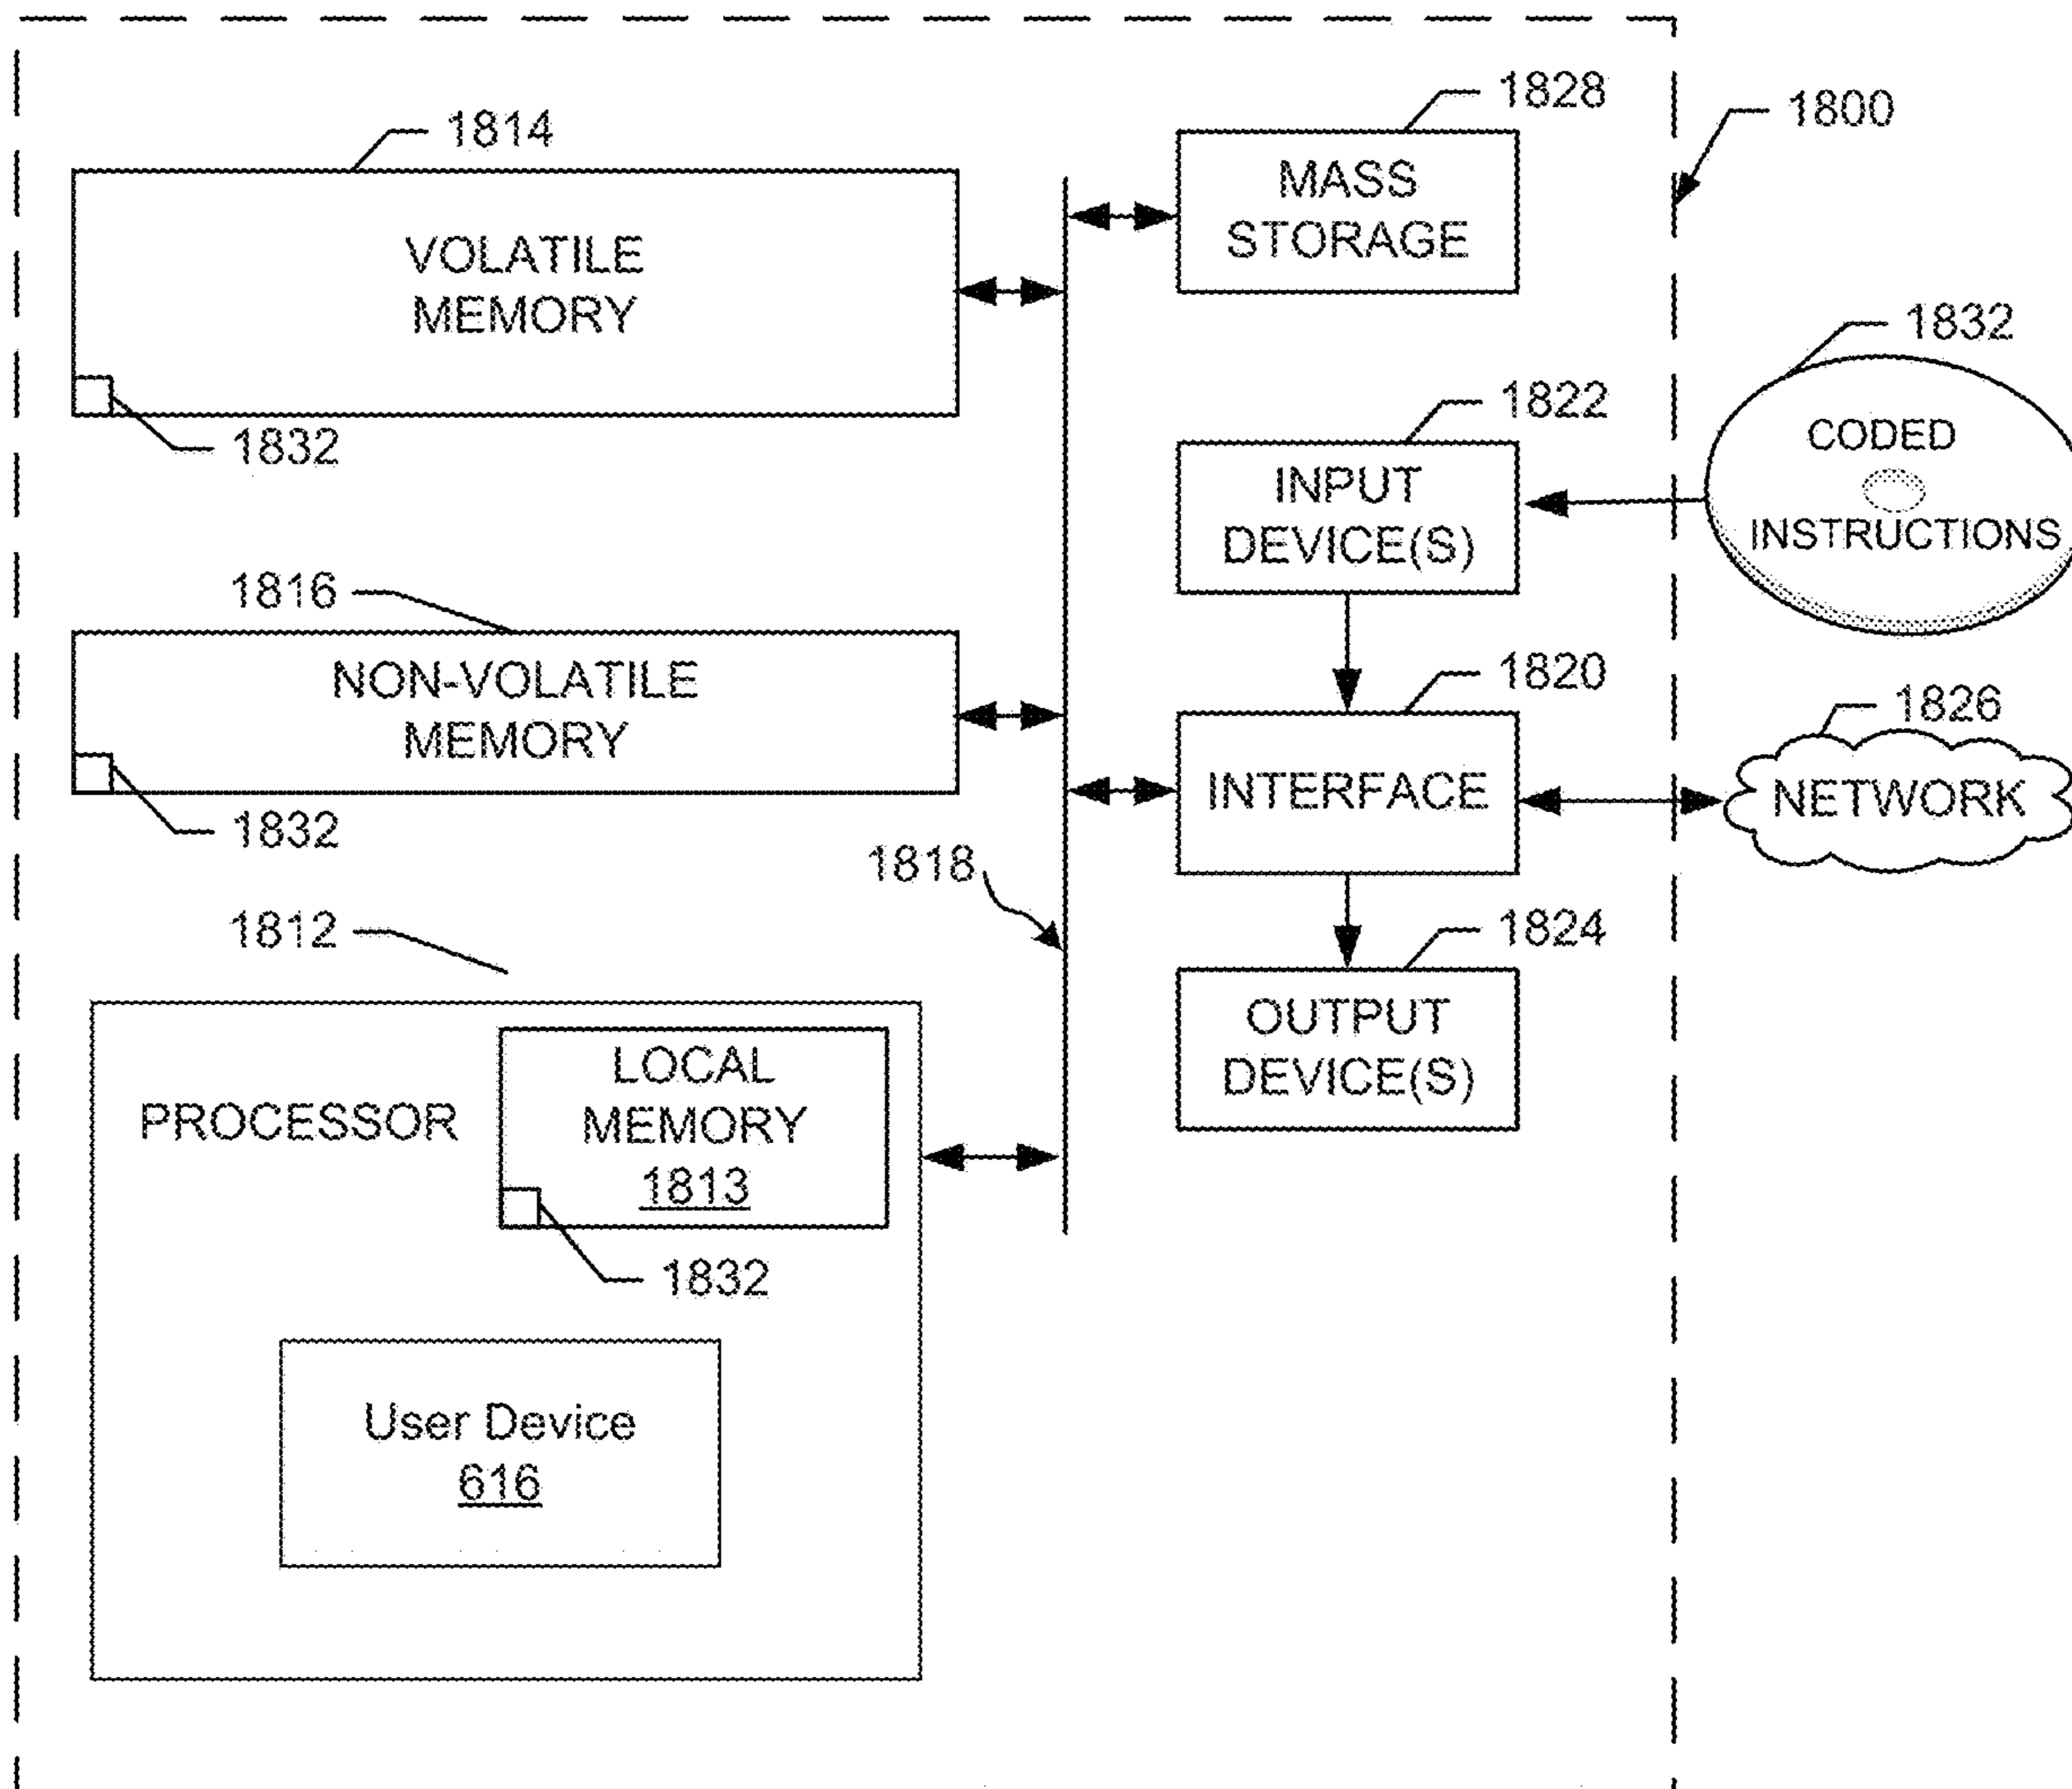 1814
VOLATILE
MEMORY
1832
1816
NON-VOLATILE
MEMORY
1832
1818
1812
PROCESSOR
LOCAL
MEMORY
1813
1832
User Device
616
1828
MASS
STORAGE
1822
INPUT
DEVICE(S)
1820
INTERFACE
1824
OUTPUT
DEVICE(S)
1800
1832
CODED
INSTRUCTIONS
1826
NETWORK